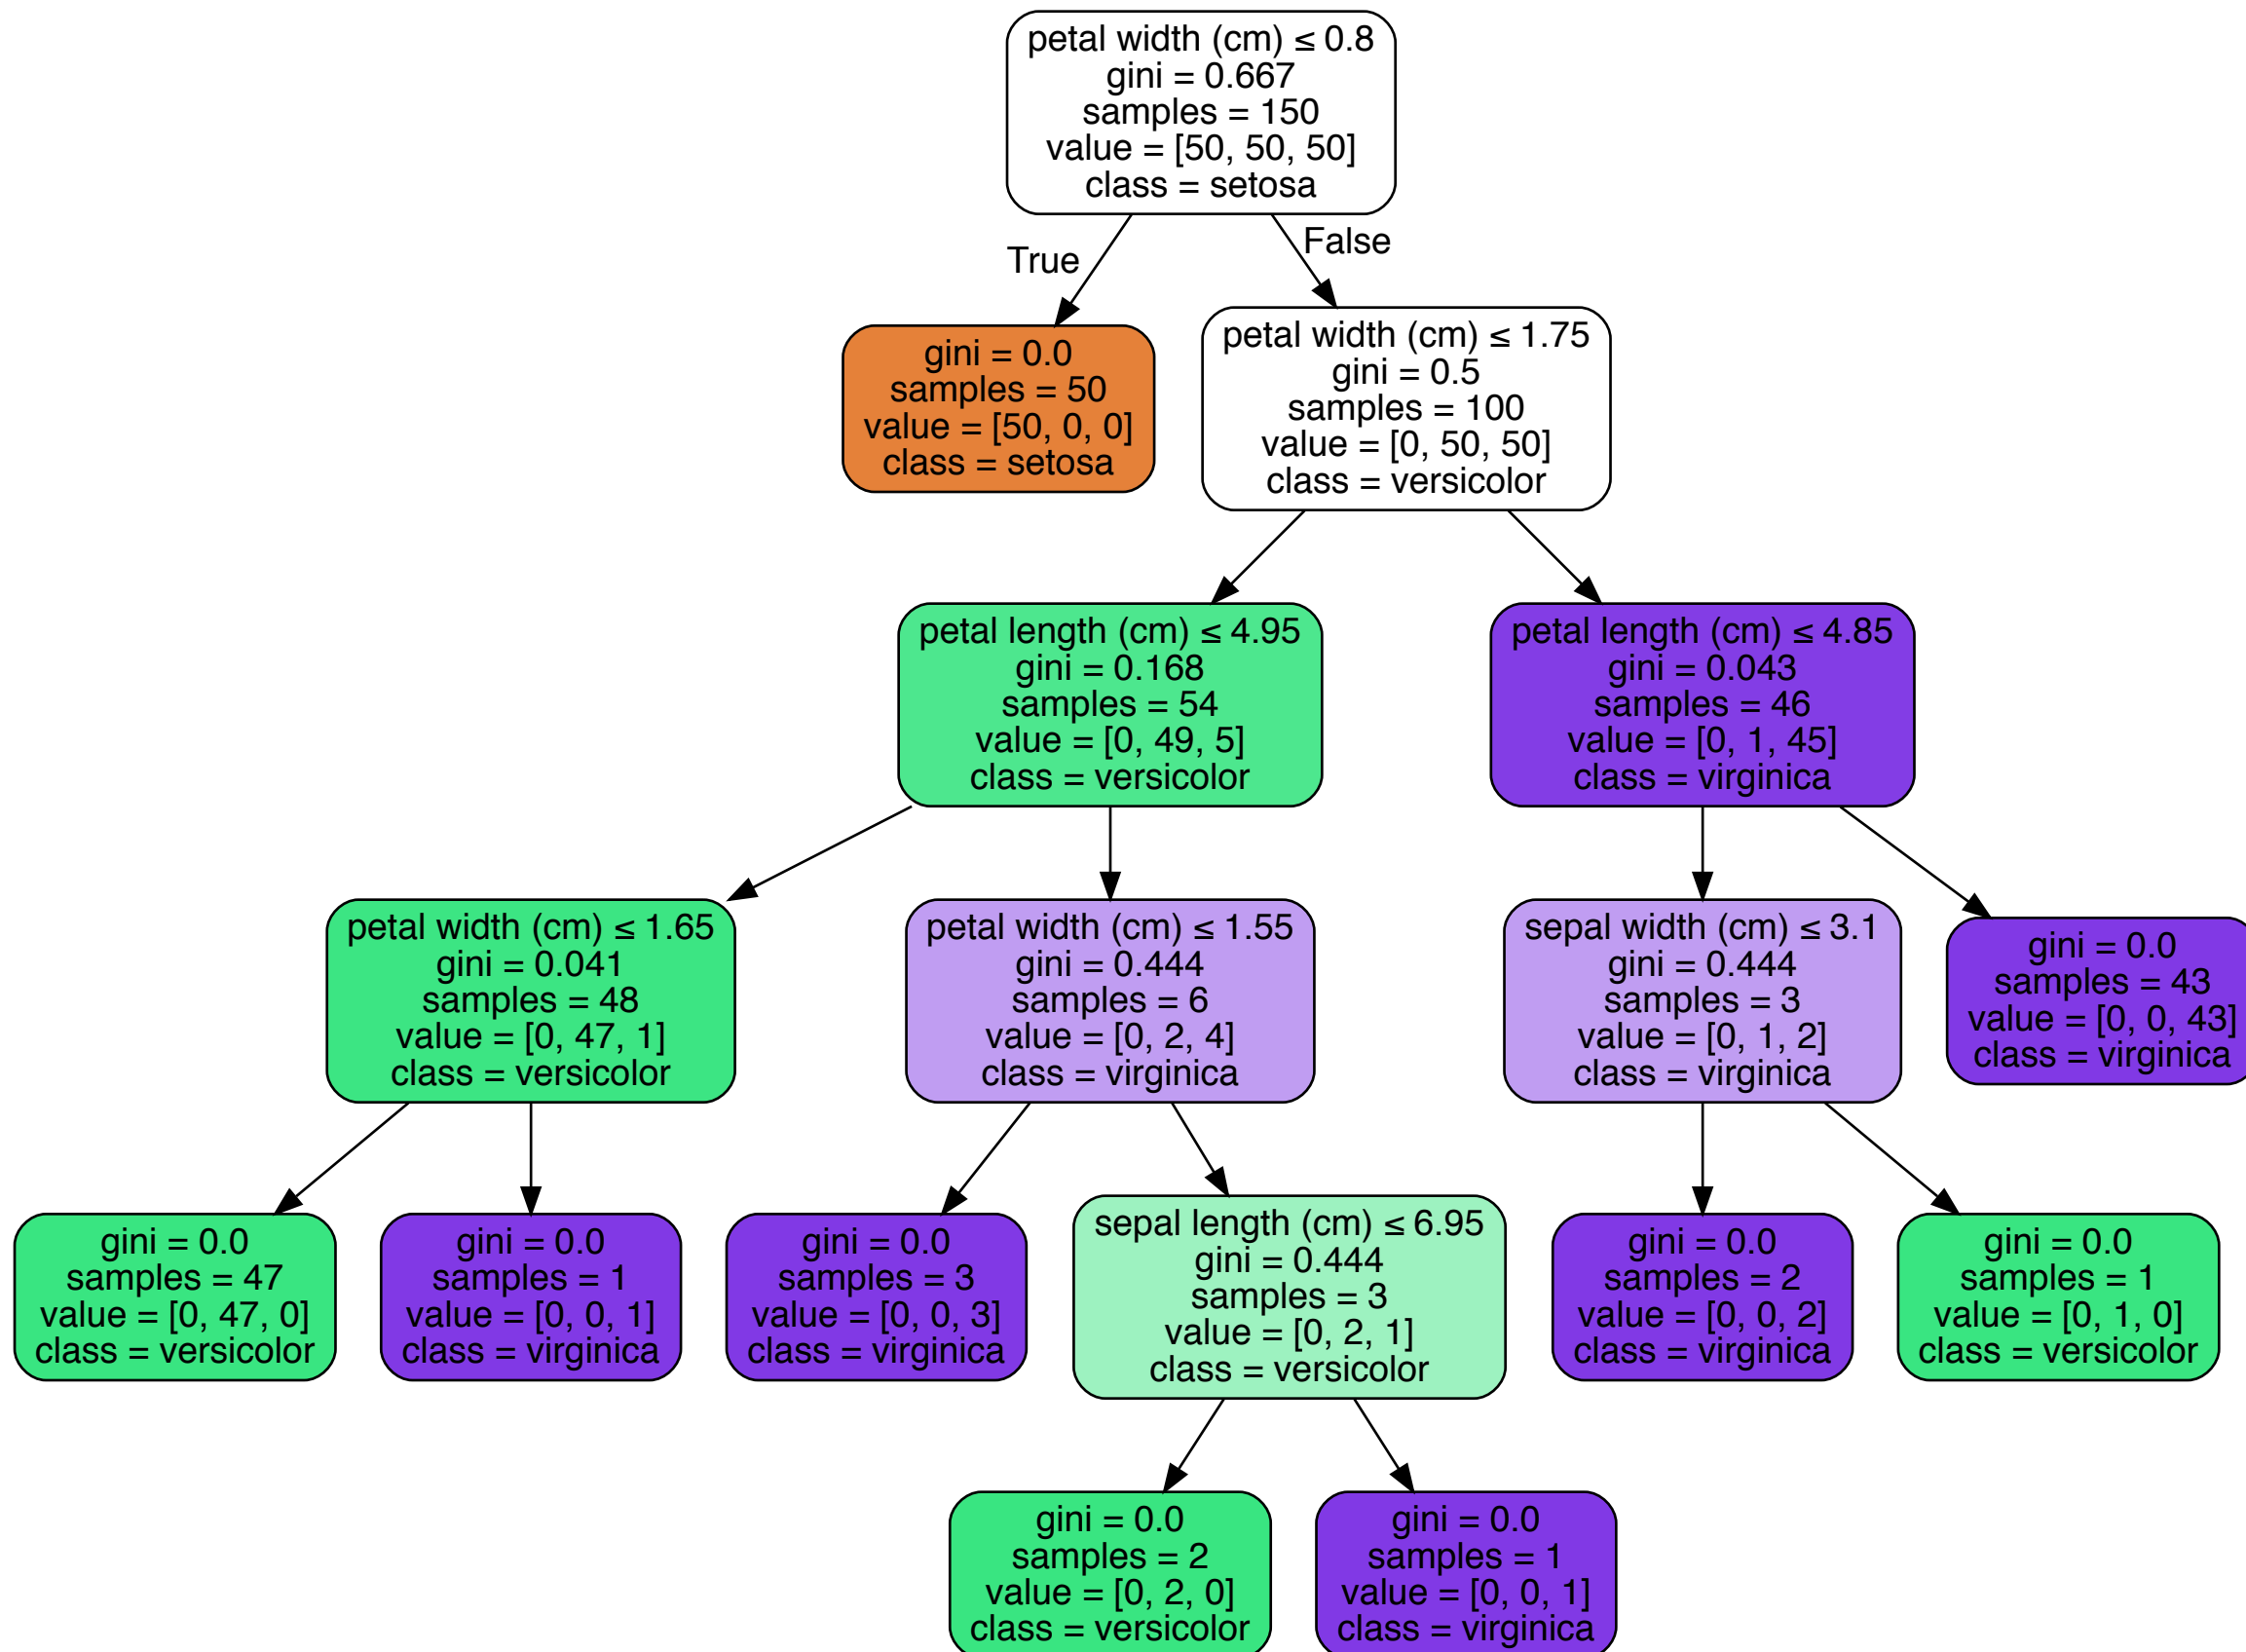 petal width (cm) ≤ 0.8
gini = 0.667
samples = 150
value = [50, 50, 50]
class = setosa
True
False
gini = 0.0
samples = 50
value = [50, 0, 0]
class = setosa
petal width (cm) ≤ 1.75
gini = 0.5
samples = 100
value = [0, 50, 50]
class = versicolor
petal length (cm) ≤ 4.95
gini = 0.168
samples = 54
value = [0, 49, 5]
class = versicolor
petal length (cm) ≤ 4.85
gini = 0.043
samples = 46
value = [0, 1, 45]
class = virginica
petal width (cm) ≤ 1.65
gini = 0.041
samples = 48
value = [0, 47, 1]
class = versicolor
petal width (cm) ≤ 1.55
gini = 0.444
samples = 6
value = [0, 2, 4]
class = virginica
sepal width (cm) ≤ 3.1
gini = 0.444
samples = 3
value = [0, 1, 2]
class = virginica
gini = 0.0
samples = 43
value = [0, 0, 43]
class = virginica
gini = 0.0
samples = 47
value = [0, 47, 0]
class = versicolor
gini = 0.0
samples = 1
value = [0, 0, 1]
class = virginica
gini = 0.0
samples = 3
value = [0, 0, 3]
class = virginica
sepal length (cm) ≤ 6.95
gini = 0.444
samples = 3
value = [0, 2, 1]
class = versicolor
gini = 0.0
samples = 2
value = [0, 0, 2]
class = virginica
gini = 0.0
samples = 1
value = [0, 1, 0]
class = versicolor
gini = 0.0
samples = 2
value = [0, 2, 0]
class = versicolor
gini = 0.0
samples = 1
value = [0, 0, 1]
class = virginica